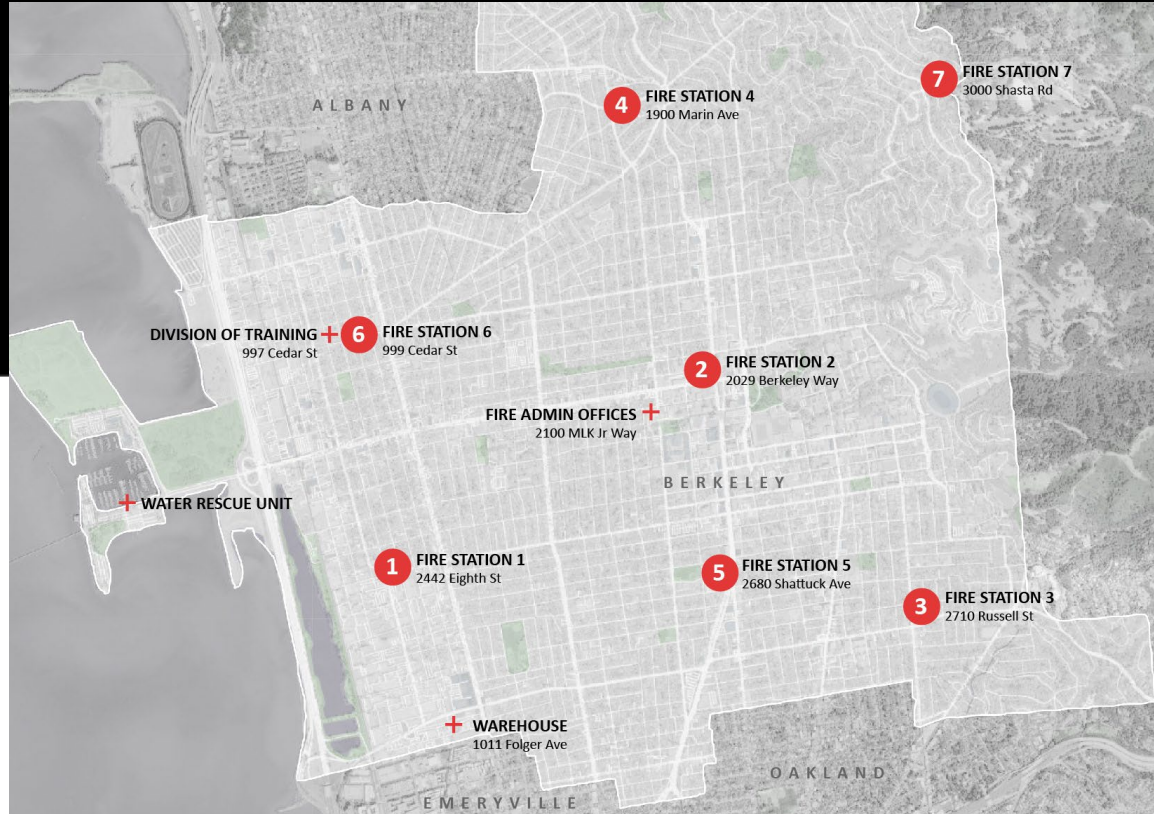 ALBANY
7
FIRE STATION 7
3000 Shasta Rd
4
FIRE STATION 4
1900 Marin Ave
DIVISION OF TRAINING
997 Cedar St
6
FIRE STATION 6
999 Cedar St
2
FIRE STATION 2
2029 Berkeley Way
FIRE ADMIN OFFICES
2100 MLK Jr Way
BERKELEY
WATER RESCUE UNIT
1
FIRE STATION 1
2442 Eighth St
5
FIRE STATION 5
2680 Shattuck Ave
3
FIRE STATION 3
2710 Russell St
WAREHOUSE
1011 Folger Ave
OAKLAND
EMERYVILLE